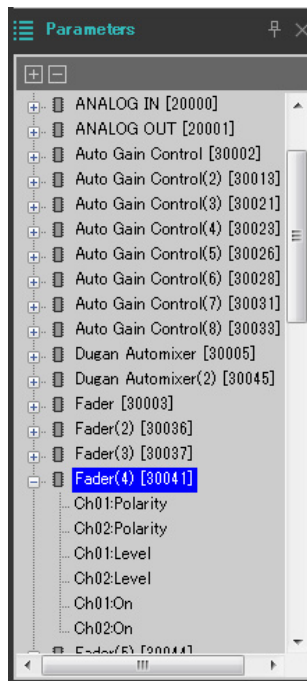 Parameters
ANALOG IN [20000]
ANALOG OUT [20001]
Auto Gain Control [30002]
Auto Gain Control(2) [30013]
Auto Gain Control(3) [30021]
Auto Gain Control(4) [30023]
Auto Gain Control(5) [30026]
Auto Gain Control(6) [30028]
Auto Gain Control(7) [30031]
Auto Gain Control(8) [30033]
Dugan Automixer [30005]
Dugan Automixer(2) [30045]
Fader [30003]
Fader(2) [30036]
Fader(3) [30037]
Fader(4) [30041]
Ch01:Polarity
Ch02:Polarity
Ch01:Level
Ch02:Level
Ch01:On
Ch02:On
Fader(5) [30044]